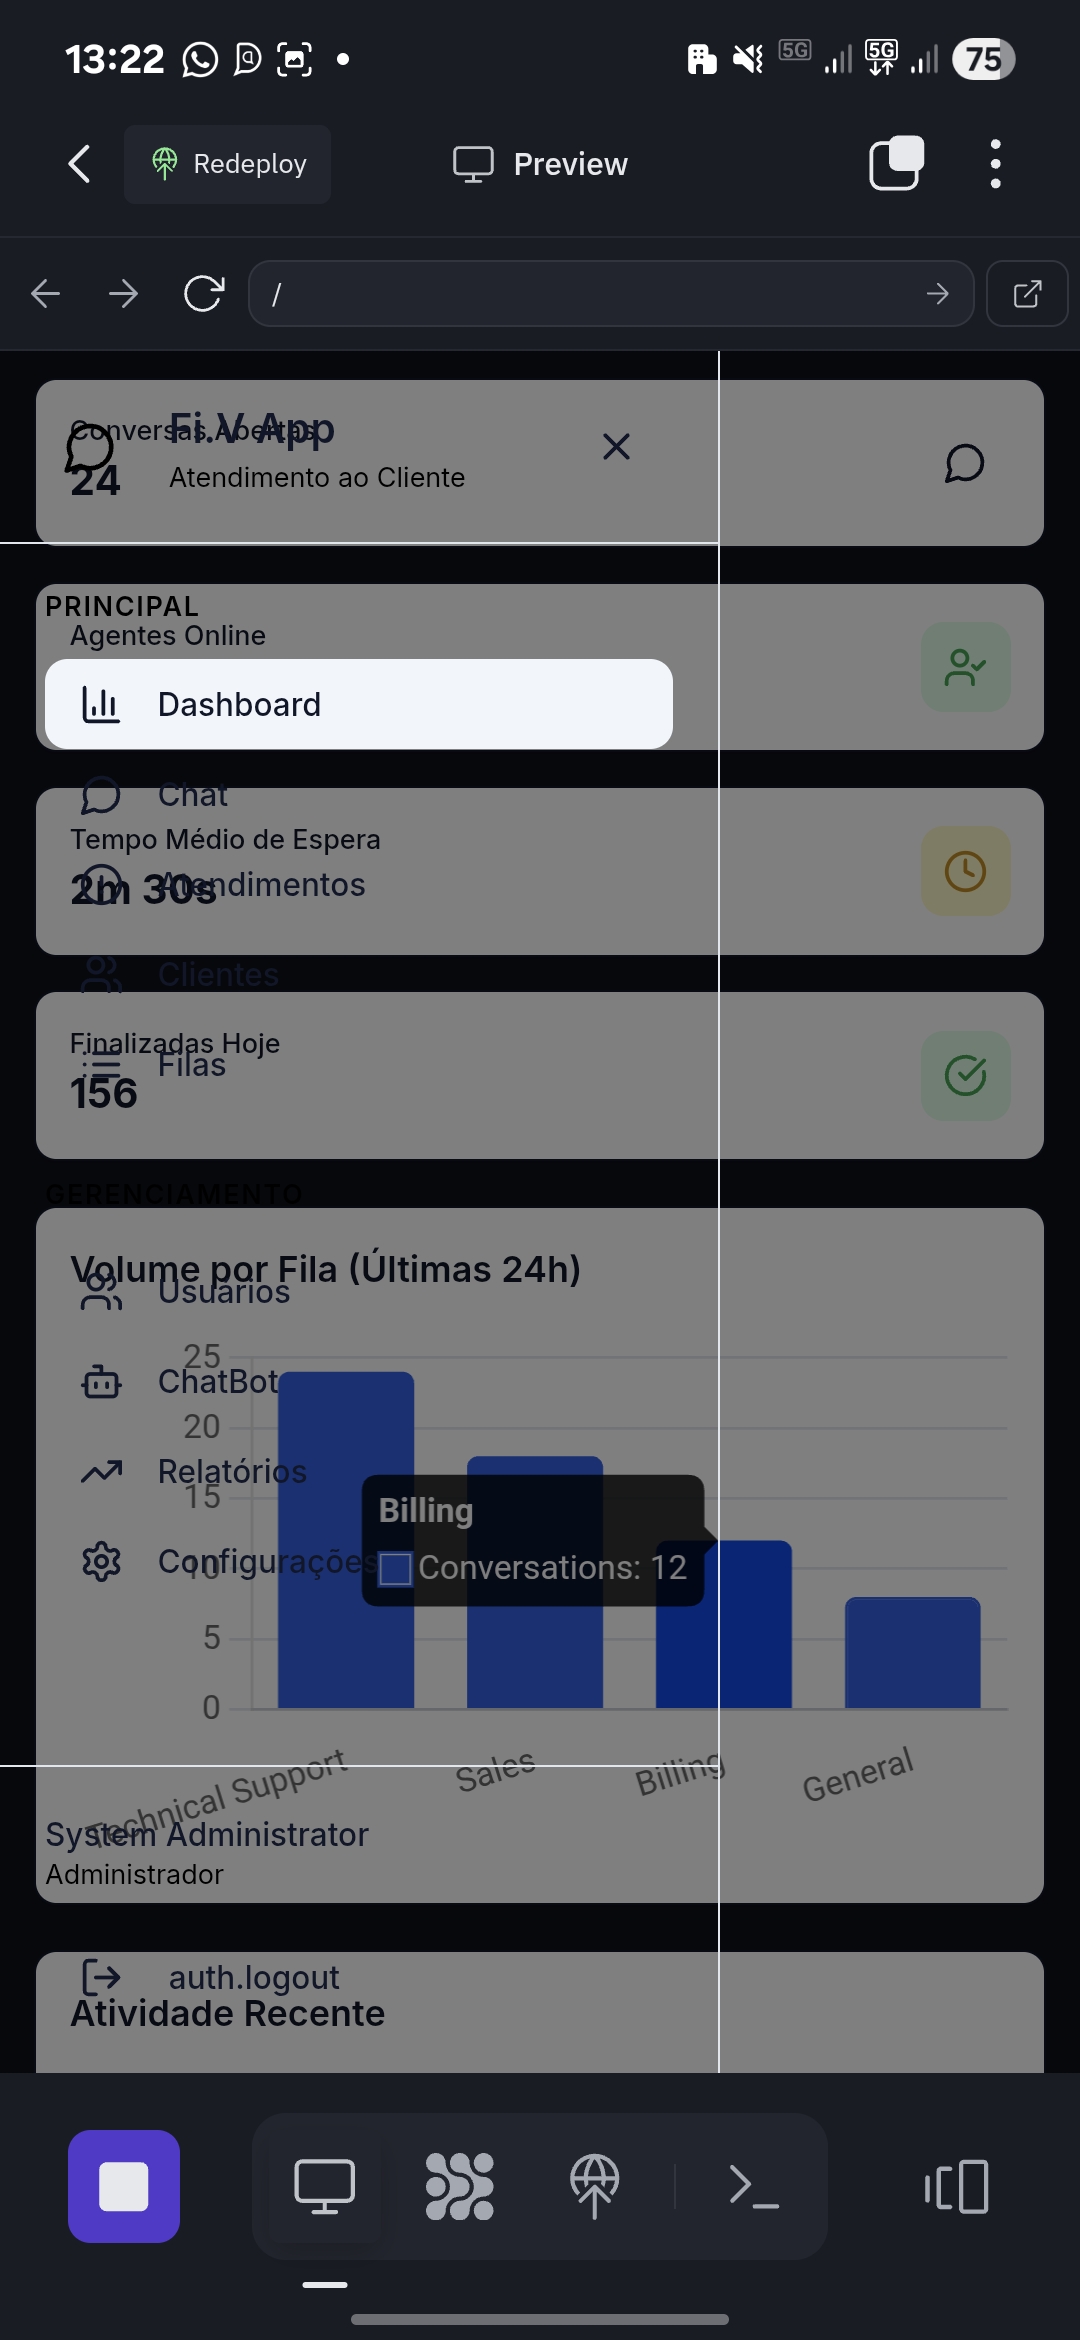 13:22
5G
5G
75
Redeploy
Preview
/
Fi.V App
Conversas Abertas
24
Atendimento ao Cliente
PRINCIPAL
Agentes Online
Dashboard
Chat
Tempo Médio de Espera
2m 30s
Atendimentos
Clientes
Finalizadas Hoje
Filas
156
GERENCIAMENTO
Volume por Fila (Últimas 24h)
Usuários
25
ChatBot
20
Relatórios
15
Billing
Configurações
10
Conversations: 12
5
0
Technical Support
Sales
Billing
General
System Administrator
Administrador
auth.logout
Atividade Recente